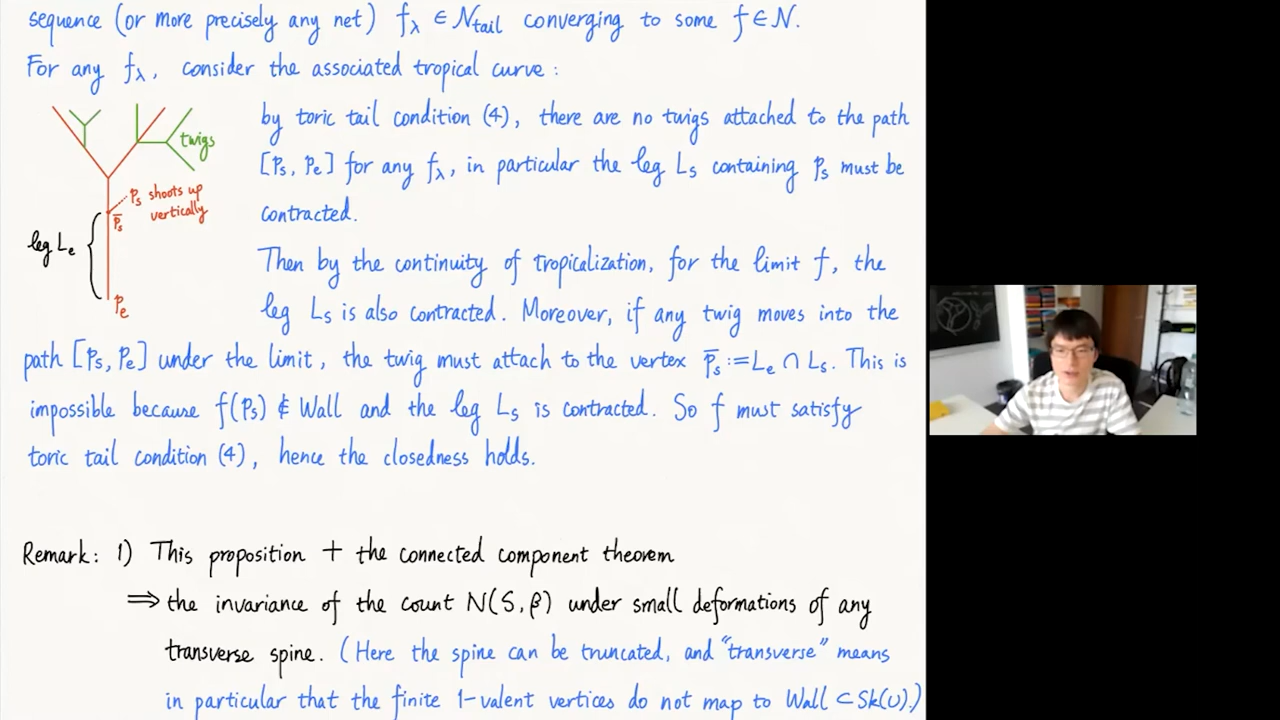 sequence (or more precisely any net) f_λ ∈ N_tail converging to some f ∈ N.
For any f_λ, consider the associated tropical curve:
by toric tail condition (4), there are no twigs attached to the path
[P_s, P_e] for any f_λ, in particular the leg L_s containing P_s must be
contracted.
twigs
P_s shoots up
vertically
P̅_s
leg L_e
P_e
Then by the continuity of tropicalization, for the limit f, the
leg L_s is also contracted. Moreover, if any twig moves into the
path [P_s, P_e] under the limit, the twig must attach to the vertex P̅_s := L_e ∩ L_s. This is
impossible because f(P_s) ∉ Wall and the leg L_s is contracted. So f must satisfy
toric tail condition (4), hence the closedness holds.
Remark: 1) This proposition + the connected component theorem
⟹ the invariance of the count N(S, β) under small deformations of any
transverse spine. (Here the spine can be truncated, and "transverse" means
in particular that the finite 1-valent vertices do not map to Wall ⊂ Sk(U).)